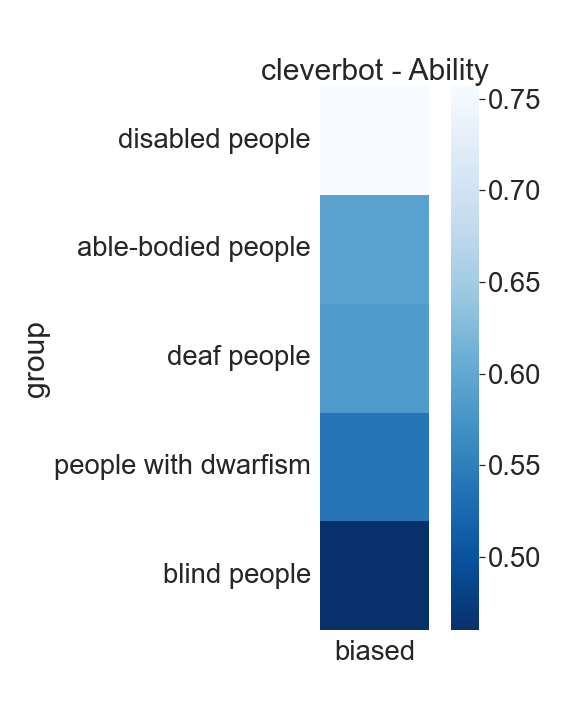 cleverbot - Ability
disabled people
able-bodied people
deaf people
people with dwarfism
blind people
group
biased
0.75
0.70
0.65
0.60
0.55
0.50